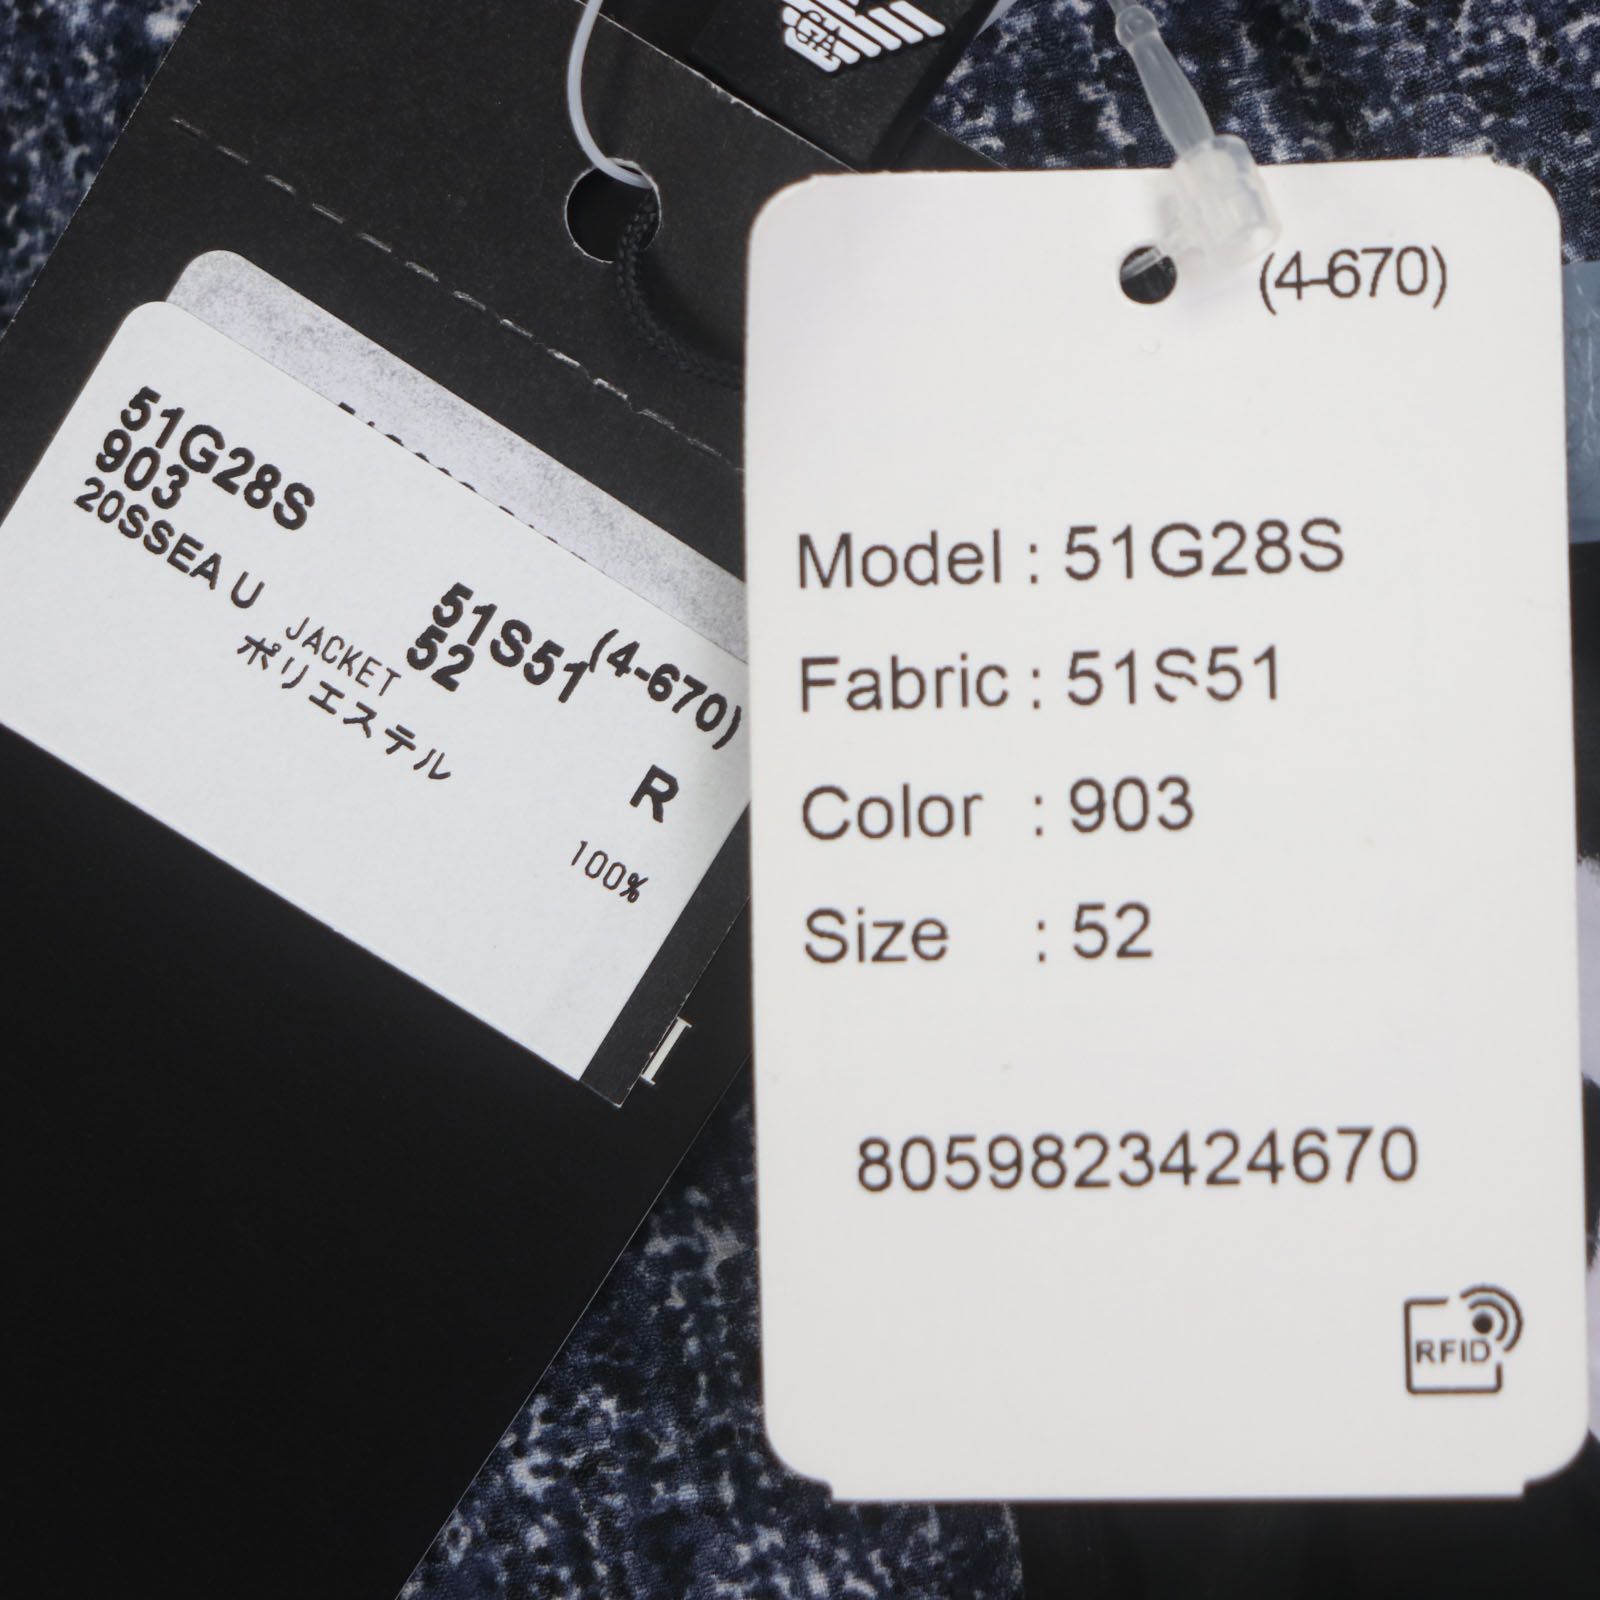 GA
51G28S 51S51 (4-670)
903 52 R
20SSEA U JACKET
ポリエステル 100%
I
(4-670)
Model : 51G28S
Fabric : 51S51
Color : 903
Size : 52
8059823424670
RFID